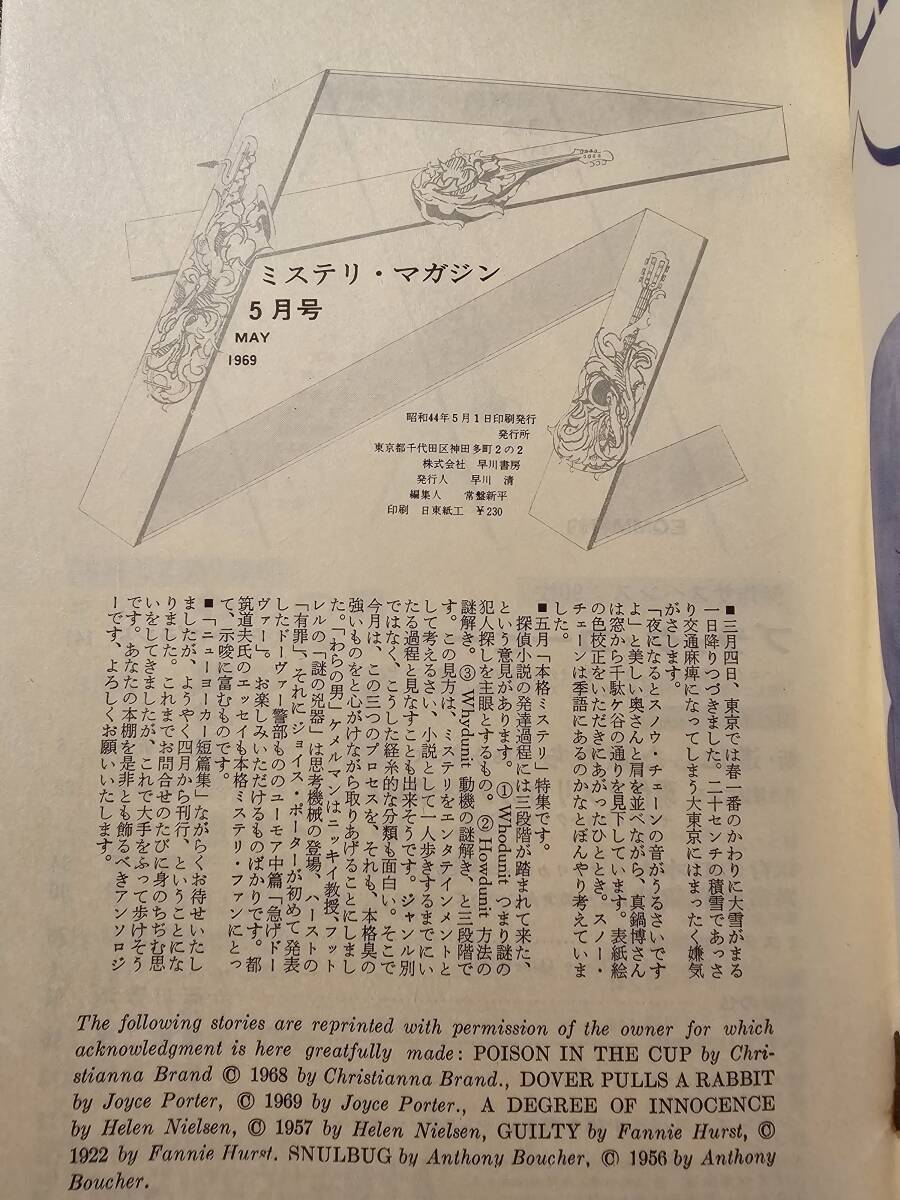 ミステリ・マガジン
5月号
MAY
1969
昭和44年5月1日印刷発行
発行所
東京都千代田区神田多町2の2
株式会社 早川書房
発行人 早川 清
編集人 常盤新平
印刷 日東紙工 ¥230
■三月四日、東京では春一番のかわりに大雪がまる
一日降りつづきました。二十センチの積雪であっさ
り交通麻痺になってしまう大東京にはまったく嫌気
がさします。
「夜になるとスノウ・チェーンの音がうるさいです
よ」と美しい奥さんと肩を並べながら、真鍋博さん
は窓から千駄ケ谷の通りを見下しています。表紙絵
の色校正をいただきにあがったひととき。スノー・
チェーンは季語にあるのかなとぼんやり考えていま
した。
■五月「本格ミステリ」特集です。
探偵小説の発達過程には三段階が踏まれて来た、
という意見があります。①Whodunit つまり謎の
犯人探しを主眼とするもの。②Howdunit 方法の
謎解き。③Whydunit 動機の謎解き、と三段階で
す。この見方は、ミステリをエンタテインメントと
して考えるさい、小説として一人歩きするまでにい
たる過程と見なすことも出来そうです。ジャンル別
ではなく、こうした経糸的な分類も面白い。そこで
今月は、この三つのプロセスを、それも、本格臭の
強いものをと心がけながら取りあげることにしまし
た。「わらの男」ケメルマンはニッキイ教授、フット
レルの「謎の兇器」は思考機械の登場、ハーストの
「有罪」、それにジョイス・ポーターが初めて発表
したドーヴァー警部もののユーモア中篇「急げドー
ヴァー」。お楽しみいただけるものばかりです。都
筑道夫氏のエッセイも本格ミステリ・ファンにとっ
て、示唆に富むものです。
■「ニューヨーカー短篇集」ながらくお待せいたし
ましたが、ようやく四月から刊行、ということにな
りました。これまでお問合せのたびに身のちぢむ思
いをしてきましたが、これで大手をふって歩けそう
です。あなたの本棚を是非とも飾るべきアンソロジ
ーです、よろしくお願いいたします。
The following stories are reprinted with permission of the owner for which
acknowledgment is here greatfully made: POISON IN THE CUP by Chri-
stianna Brand © 1968 by Christianna Brand., DOVER PULLS A RABBIT
by Joyce Porter, © 1969 by Joyce Porter., A DEGREE OF INNOCENCE
by Helen Nielsen, © 1957 by Helen Nielsen, GUILTY by Fannie Hurst, ©
1922 by Fannie Hurst. SNULBUG by Anthony Boucher, © 1956 by Anthony
Boucher.